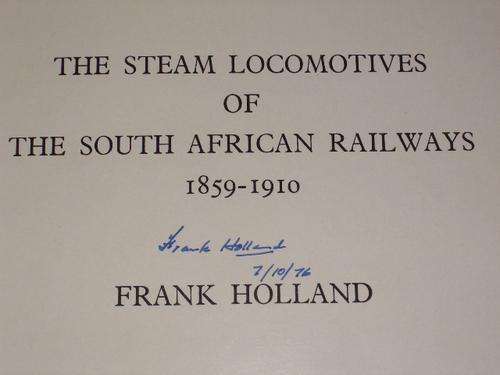 THE STEAM LOCOMOTIVES
OF
THE SOUTH AFRICAN RAILWAYS
1859-1910
Frank Holland
7/10/76
FRANK HOLLAND